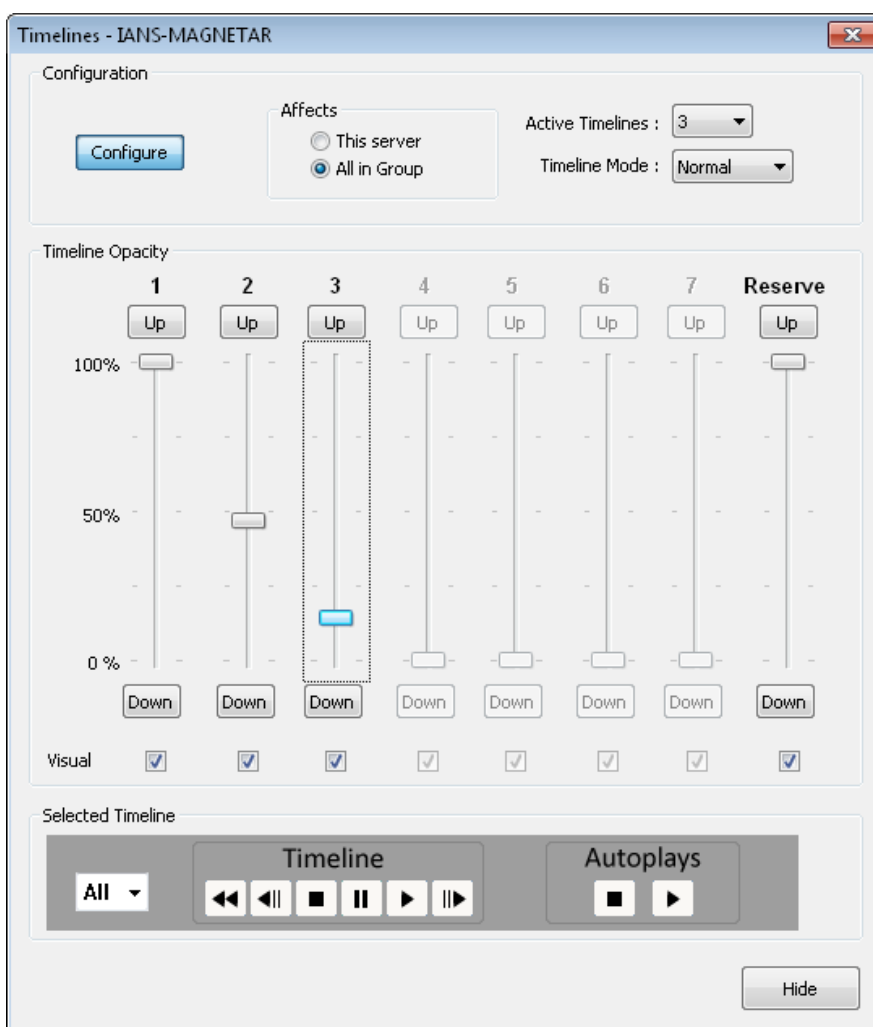 Timelines - IANS-MAGNETAR
Configuration
Configure
Affects
This server
All in Group
Active Timelines : 3
Timeline Mode : Normal
Timeline Opacity
1 2 3 4 5 6 7 Reserve
Up Up Up Up Up Up Up Up
100%
50%
0 %
Down Down Down Down Down Down Down Down
Visual
Selected Timeline
All
Timeline
Autoplays
Hide